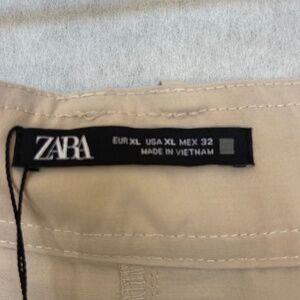 ZARA
EUR XL USA XL MEX 32
MADE IN VIETNAM